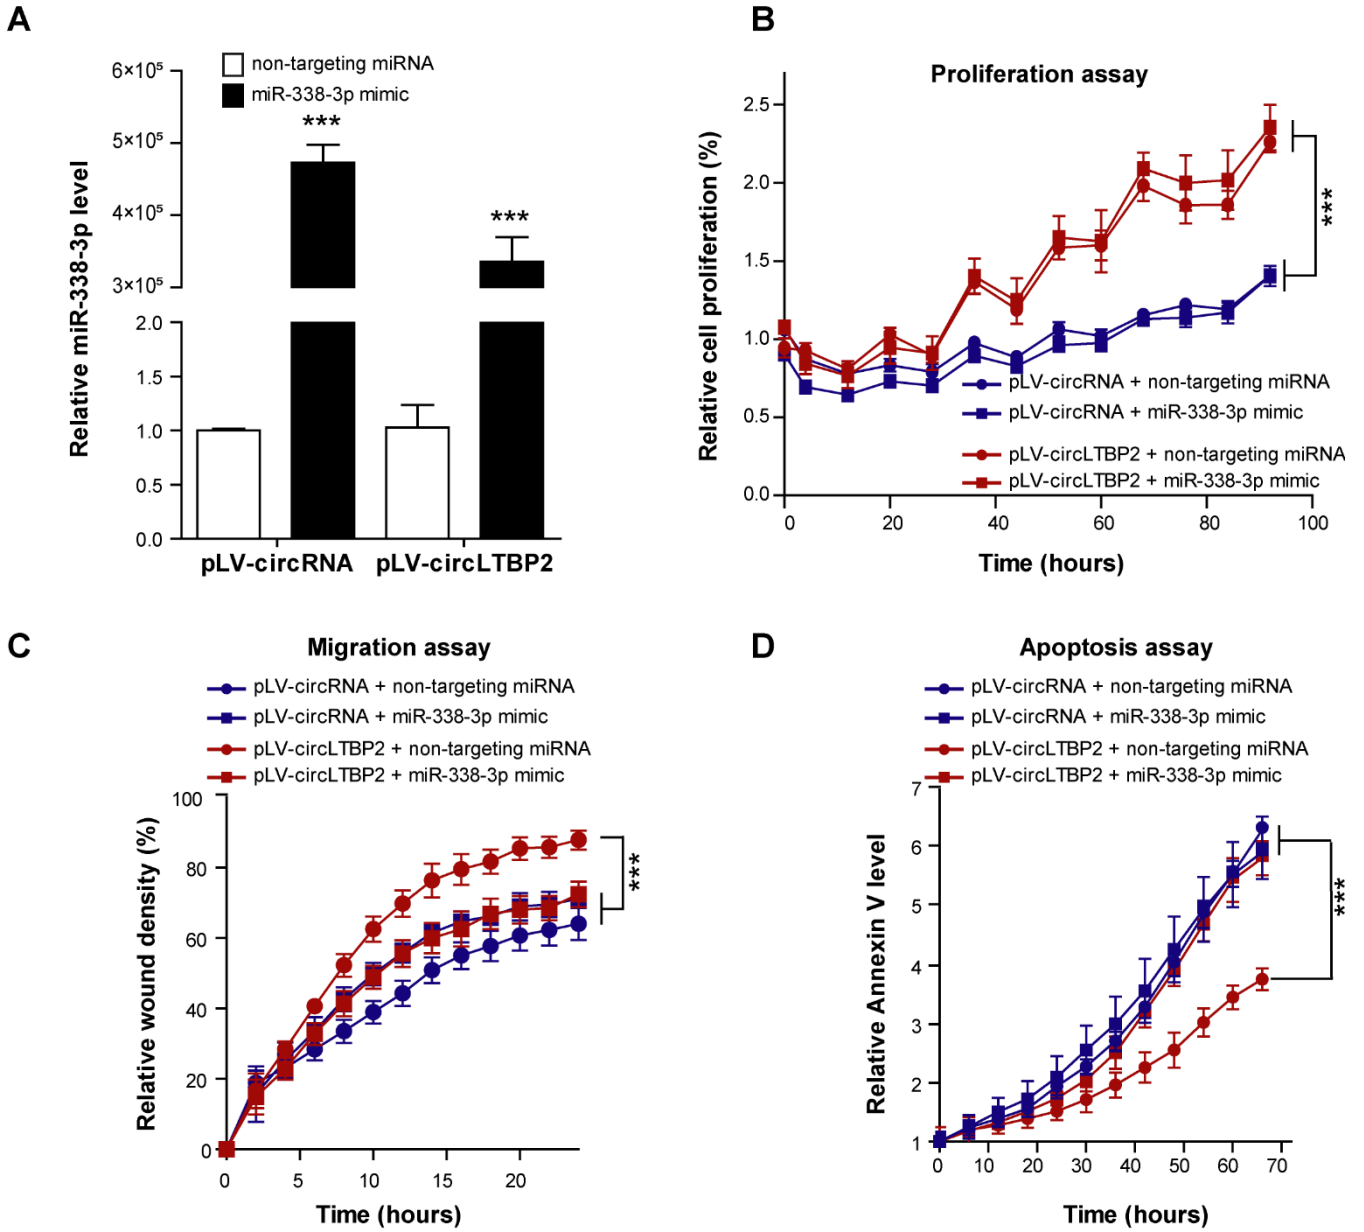 A
non-targeting miRNA
miR-338-3p mimic
Relative miR-338-3p level
6×10⁵
5×10⁵
4×10⁵
3×10⁵
2.0
1.5
1.0
0.5
0.0
***
***
pLV-circRNA pLV-circLTBP2
B
Proliferation assay
Relative cell proliferation (%)
2.5
2.0
1.5
1.0
0.5
0.0
***
pLV-circRNA + non-targeting miRNA
pLV-circRNA + miR-338-3p mimic
pLV-circLTBP2 + non-targeting miRNA
pLV-circLTBP2 + miR-338-3p mimic
0 20 40 60 80 100
Time (hours)
C
Migration assay
pLV-circRNA + non-targeting miRNA
pLV-circRNA + miR-338-3p mimic
pLV-circLTBP2 + non-targeting miRNA
pLV-circLTBP2 + miR-338-3p mimic
Relative wound density (%)
100
80
60
40
20
0
***
0 5 10 15 20
Time (hours)
D
Apoptosis assay
pLV-circRNA + non-targeting miRNA
pLV-circRNA + miR-338-3p mimic
pLV-circLTBP2 + non-targeting miRNA
pLV-circLTBP2 + miR-338-3p mimic
Relative Annexin V level
7
6
5
4
3
2
1
***
0 10 20 30 40 50 60 70
Time (hours)